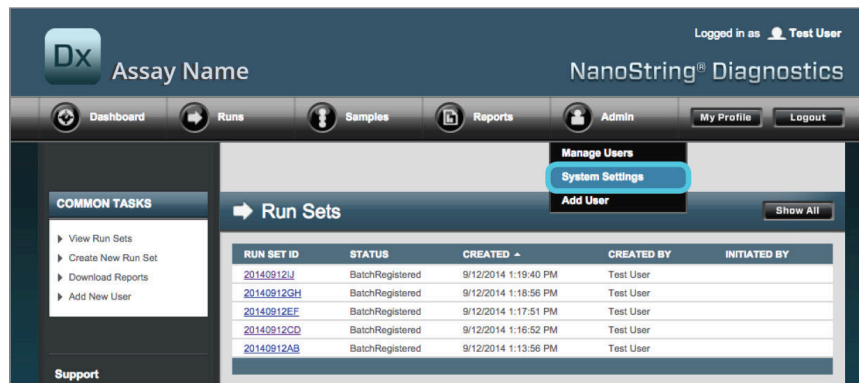 Logged in as Test User
Dx Assay Name
NanoString® Diagnostics
Dashboard Runs Samples Reports Admin My Profile Logout
Manage Users
System Settings
Add User
COMMON TASKS
View Run Sets
Create New Run Set
Download Reports
Add New User
Support
Run Sets Show All
RUN SET ID STATUS CREATED CREATED BY INITIATED BY
20140912IJ BatchRegistered 9/12/2014 1:19:40 PM Test User
20140912GH BatchRegistered 9/12/2014 1:18:56 PM Test User
20140912EF BatchRegistered 9/12/2014 1:17:51 PM Test User
20140912CD BatchRegistered 9/12/2014 1:16:52 PM Test User
20140912AB BatchRegistered 9/12/2014 1:13:56 PM Test User